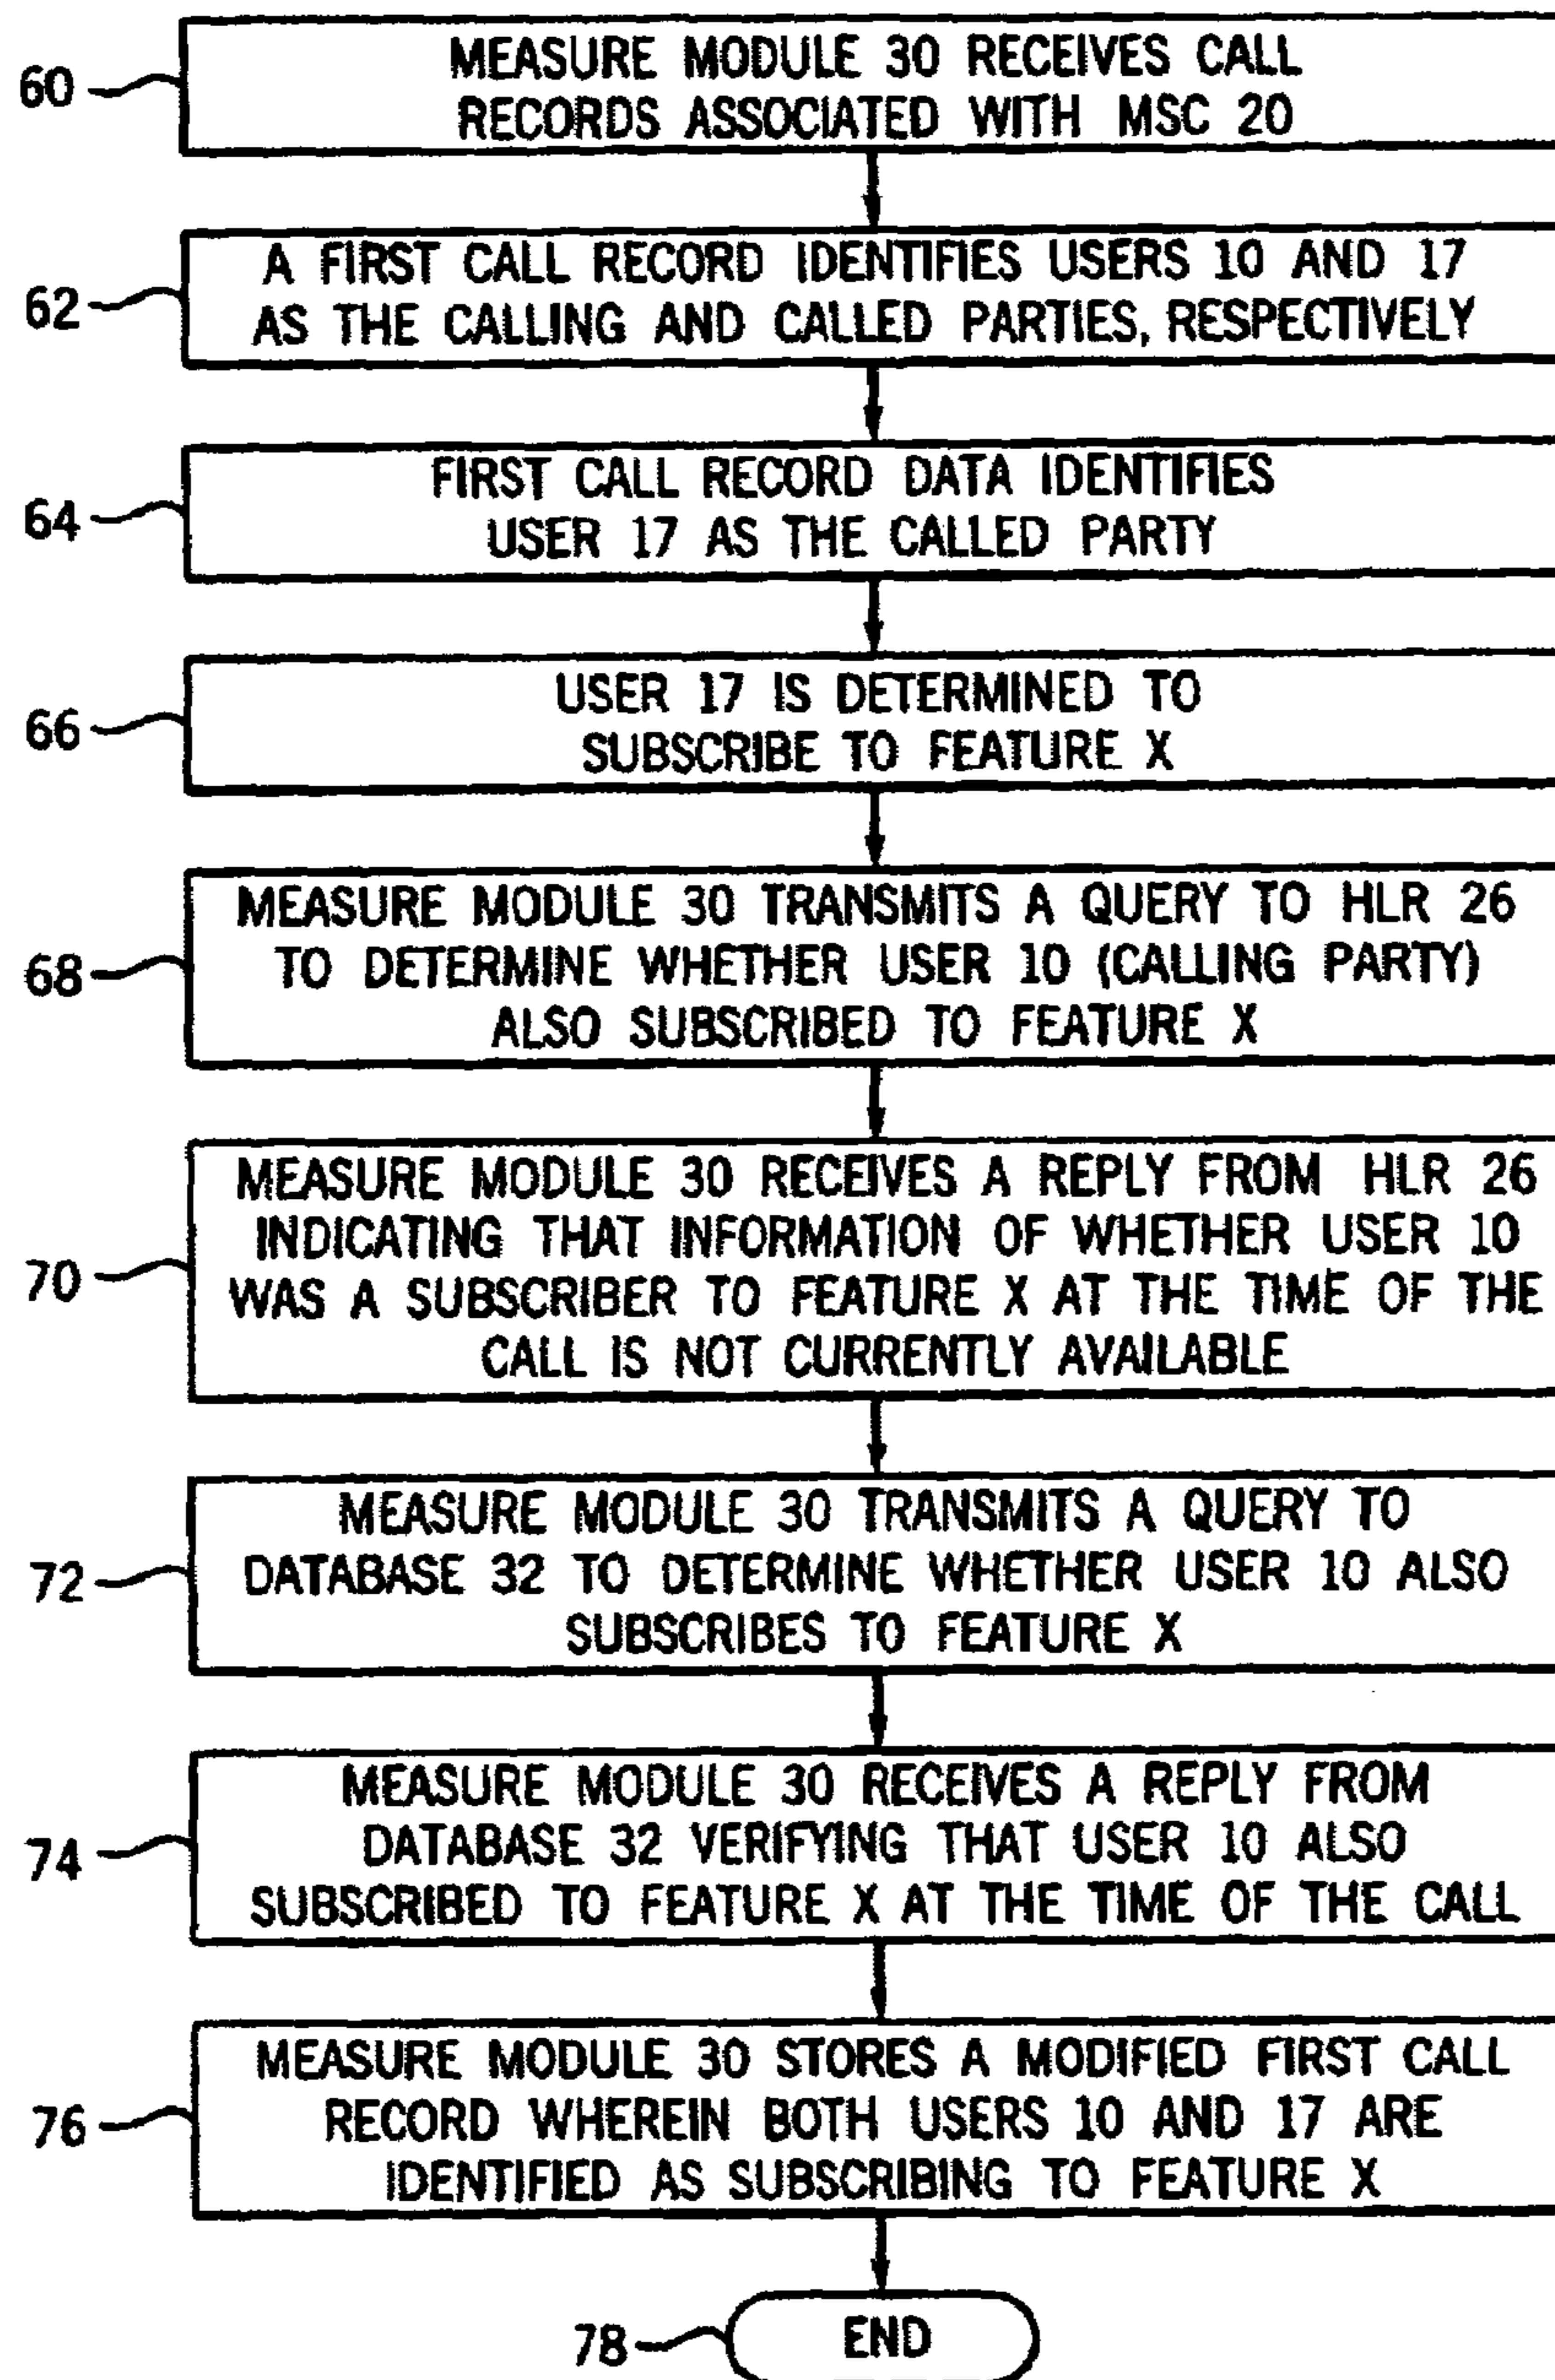 60
MEASURE MODULE 30 RECEIVES CALL
RECORDS ASSOCIATED WITH MSC 20
62
A FIRST CALL RECORD IDENTIFIES USERS 10 AND 17
AS THE CALLING AND CALLED PARTIES, RESPECTIVELY
64
FIRST CALL RECORD DATA IDENTIFIES
USER 17 AS THE CALLED PARTY
66
USER 17 IS DETERMINED TO
SUBSCRIBE TO FEATURE X
68
MEASURE MODULE 30 TRANSMITS A QUERY TO HLR 26
TO DETERMINE WHETHER USER 10 (CALLING PARTY)
ALSO SUBSCRIBED TO FEATURE X
70
MEASURE MODULE 30 RECEIVES A REPLY FROM HLR 26
INDICATING THAT INFORMATION OF WHETHER USER 10
WAS A SUBSCRIBER TO FEATURE X AT THE TIME OF THE
CALL IS NOT CURRENTLY AVAILABLE
72
MEASURE MODULE 30 TRANSMITS A QUERY TO
DATABASE 32 TO DETERMINE WHETHER USER 10 ALSO
SUBSCRIBES TO FEATURE X
74
MEASURE MODULE 30 RECEIVES A REPLY FROM
DATABASE 32 VERIFYING THAT USER 10 ALSO
SUBSCRIBED TO FEATURE X AT THE TIME OF THE CALL
76
MEASURE MODULE 30 STORES A MODIFIED FIRST CALL
RECORD WHEREIN BOTH USERS 10 AND 17 ARE
IDENTIFIED AS SUBSCRIBING TO FEATURE X
78
END